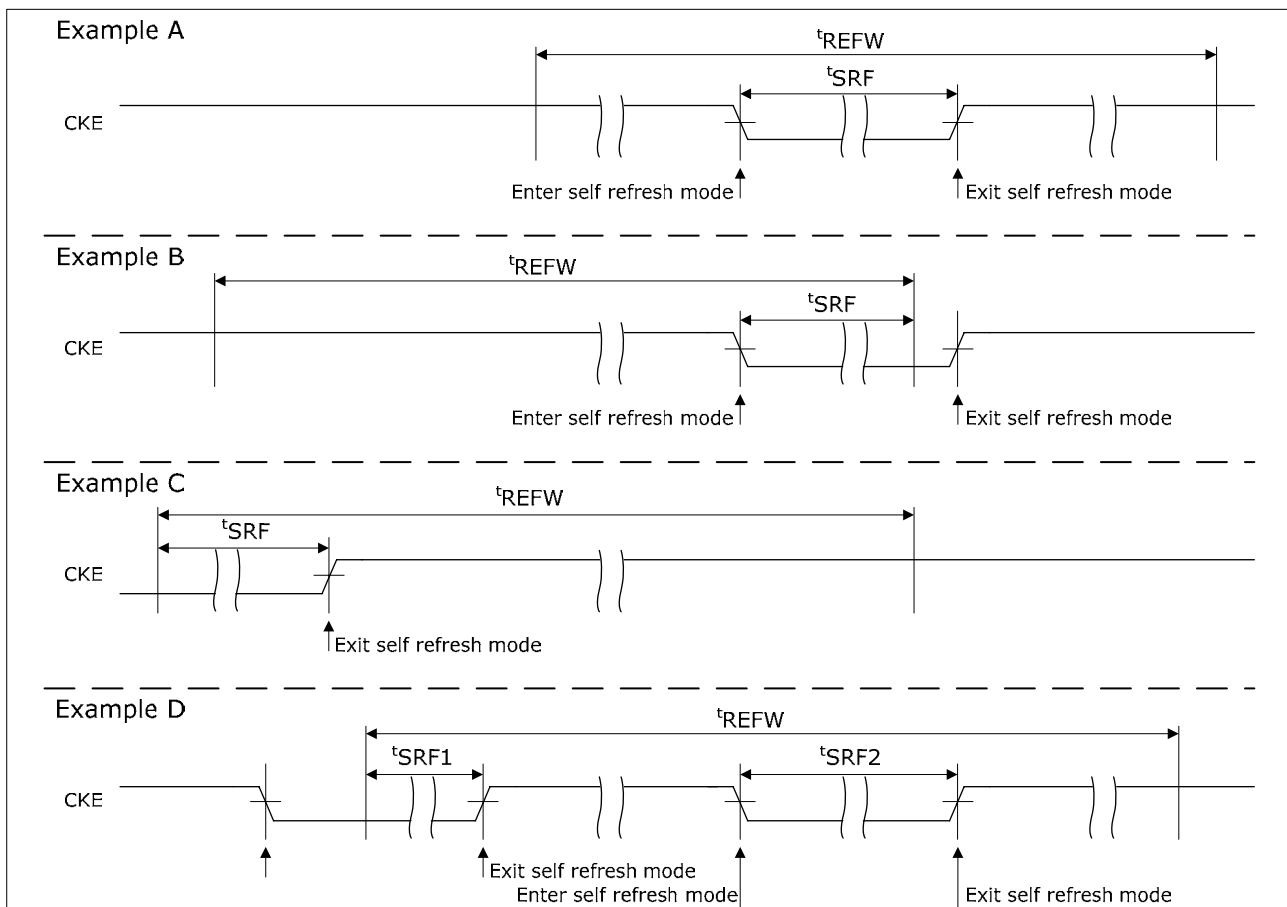 Example A
tREFW
tSRF
CKE
Enter self refresh mode
Exit self refresh mode
Example B
tREFW
tSRF
CKE
Enter self refresh mode
Exit self refresh mode
Example C
tREFW
tSRF
CKE
Exit self refresh mode
Example D
tREFW
tSRF1
tSRF2
CKE
Exit self refresh mode
Enter self refresh mode
Exit self refresh mode